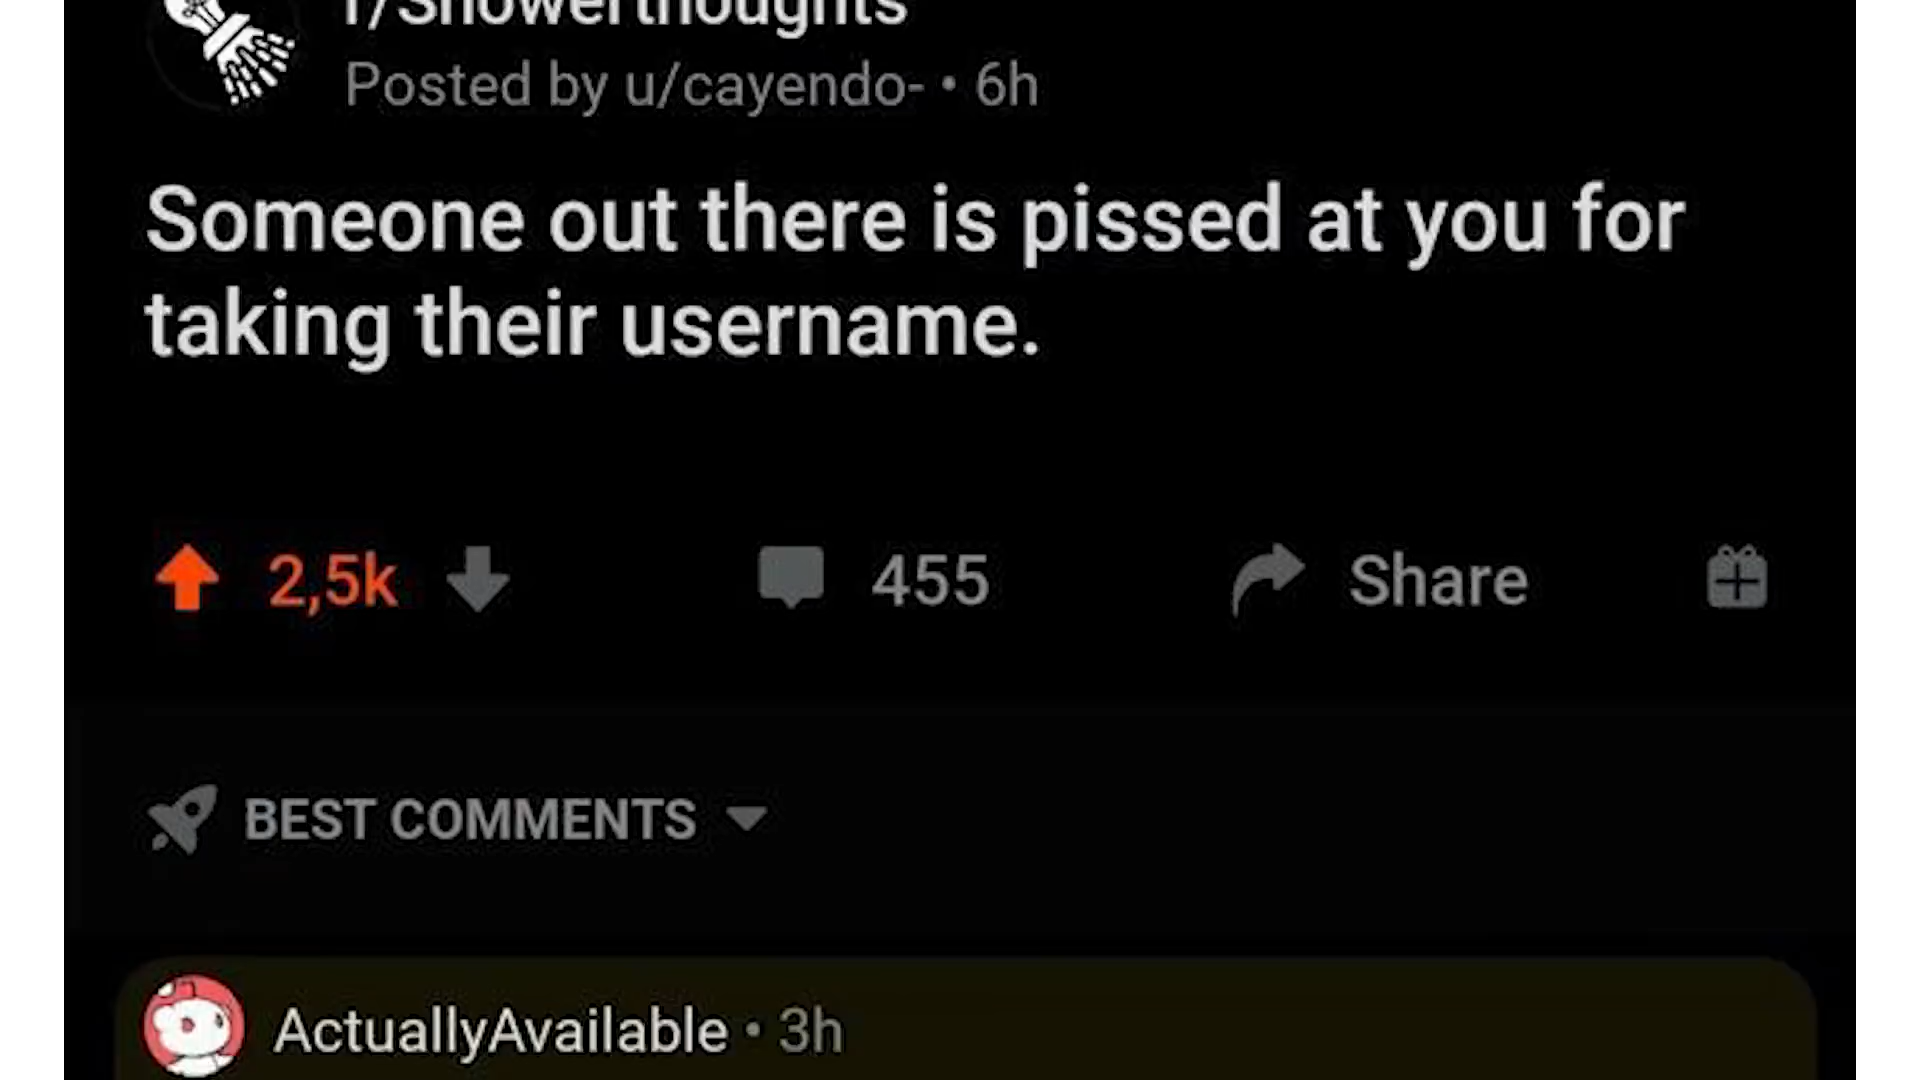 r/Showerthoughts
Posted by u/cayendo- • 6h
Someone out there is pissed at you for
taking their username.
2,5k
455
Share
BEST COMMENTS
ActuallyAvailable • 3h